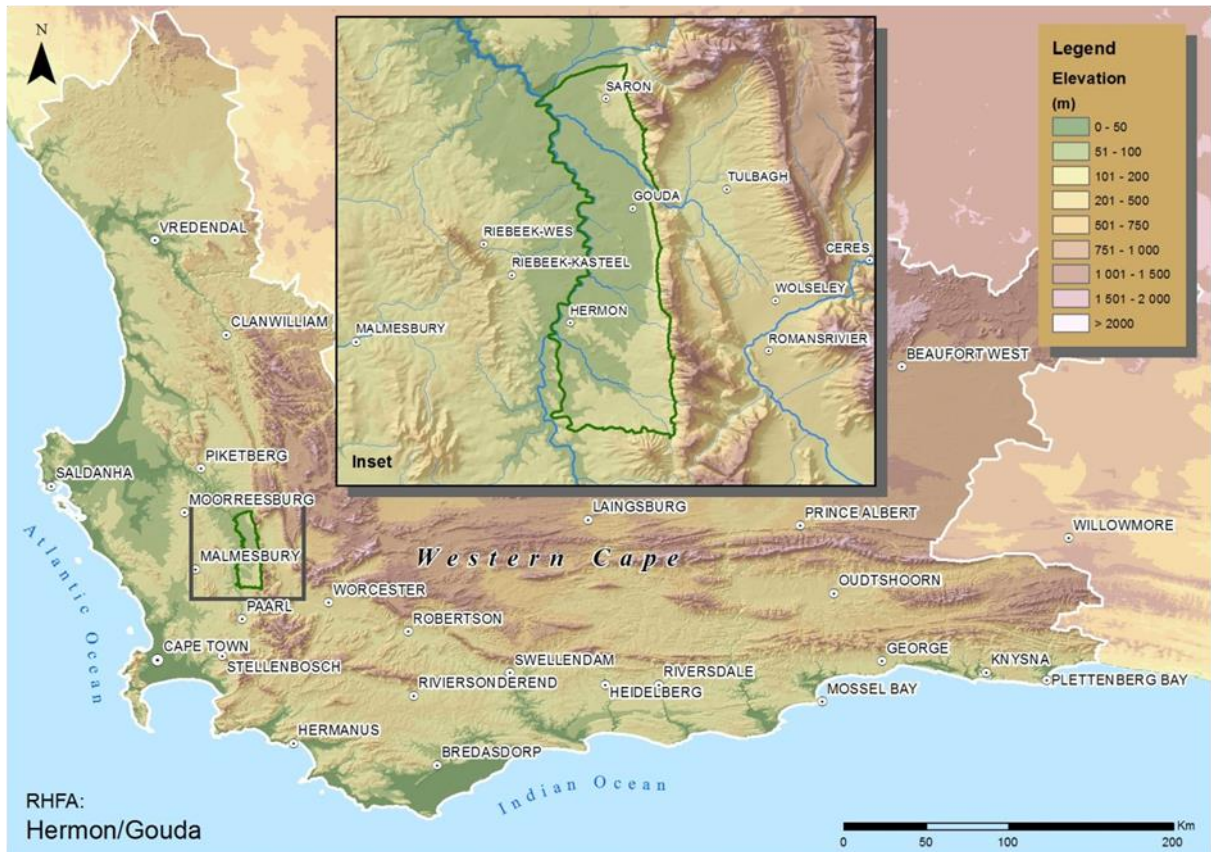 N
VREDENDAL
CLANWILLIAM
PIKETBERG
SALDANHA
MOORREESBURG
MALMESBURY
PAARL
CAPE TOWN
STELLENBOSCH
WORCESTER
ROBERTSON
SWELLENDAM
RIVIERSONDEREND
HEIDELBERG
RIVERSDALE
HERMANUS
BREDASDORP
LAINGSBURG
PRINCE ALBERT
WILLOWMORE
OUDTSHOORN
GEORGE
KNYSNA
PLETTENBERG BAY
MOSSEL BAY
BEAUFORT WEST
Western Cape
Atlantic Ocean
Indian Ocean
SARON
GOUDA
TULBAGH
RIEBEEK-WES
RIEBEEK-KASTEEL
CERES
WOLSELEY
HERMON
MALMESBURY
ROMANSRIVIER
Inset
Legend
Elevation
(m)
0 - 50
51 - 100
101 - 200
201 - 500
501 - 750
751 - 1 000
1 001 - 1 500
1 501 - 2 000
> 2000
RHFA:
Hermon/Gouda
Km
0 50 100 200